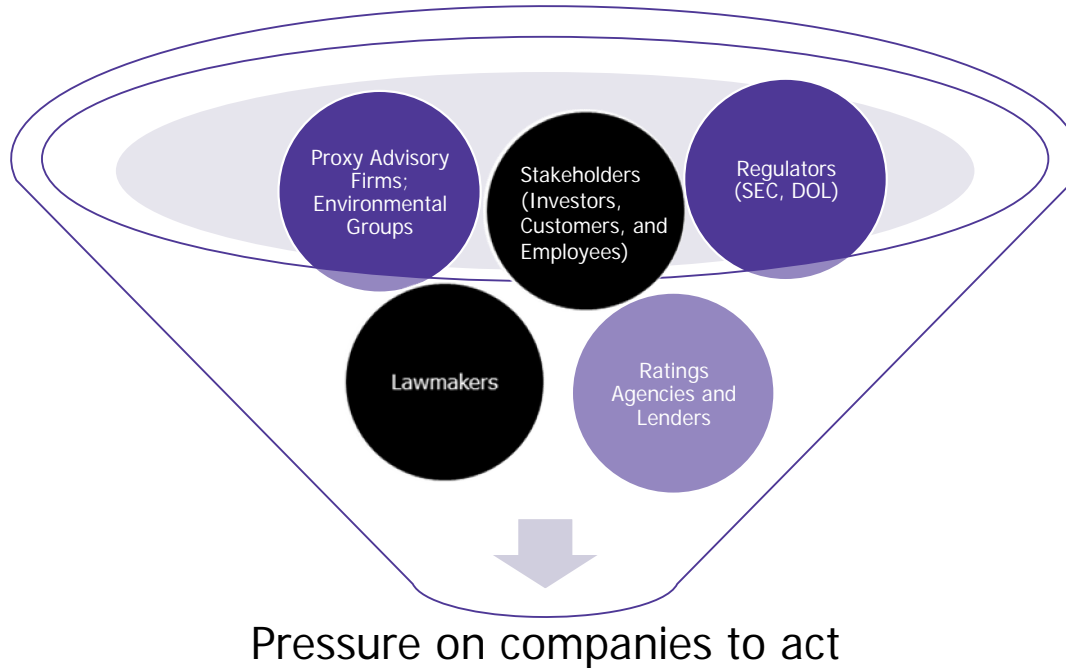 Proxy Advisory
Firms;
Environmental
Groups
Stakeholders
(Investors,
Customers, and
Employees)
Regulators
(SEC, DOL)
Lawmakers
Ratings
Agencies and
Lenders
Pressure on companies to act